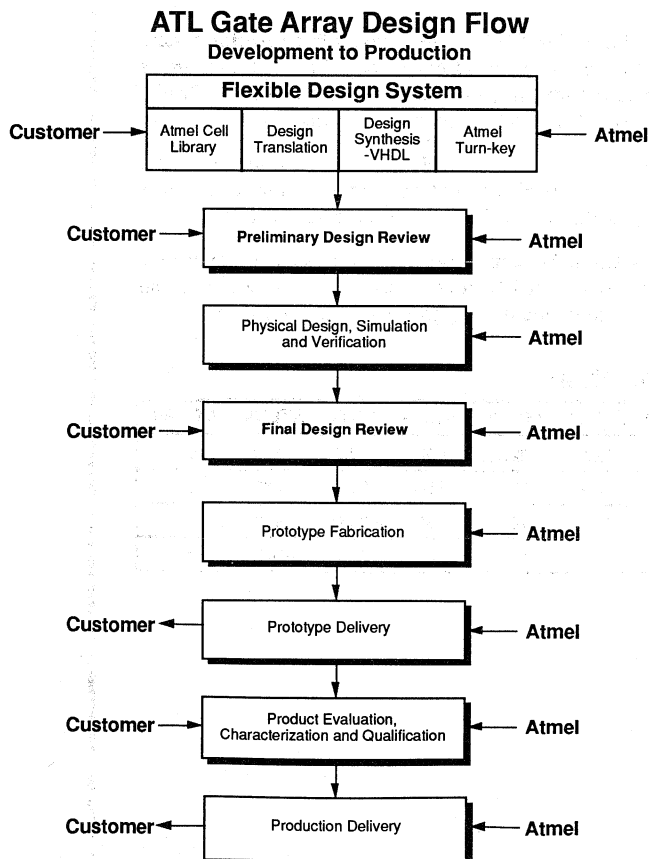 ATL Gate Array Design Flow
Development to Production
Flexible Design System
Customer
Atmel Cell
Library
Design
Translation
Design
Synthesis
-VHDL
Atmel
Turn-key
Atmel
Customer
Preliminary Design Review
Atmel
Physical Design, Simulation
and Verification
Atmel
Customer
Final Design Review
Atmel
Prototype Fabrication
Atmel
Customer
Prototype Delivery
Atmel
Customer
Product Evaluation,
Characterization and Qualification
Atmel
Customer
Production Delivery
Atmel